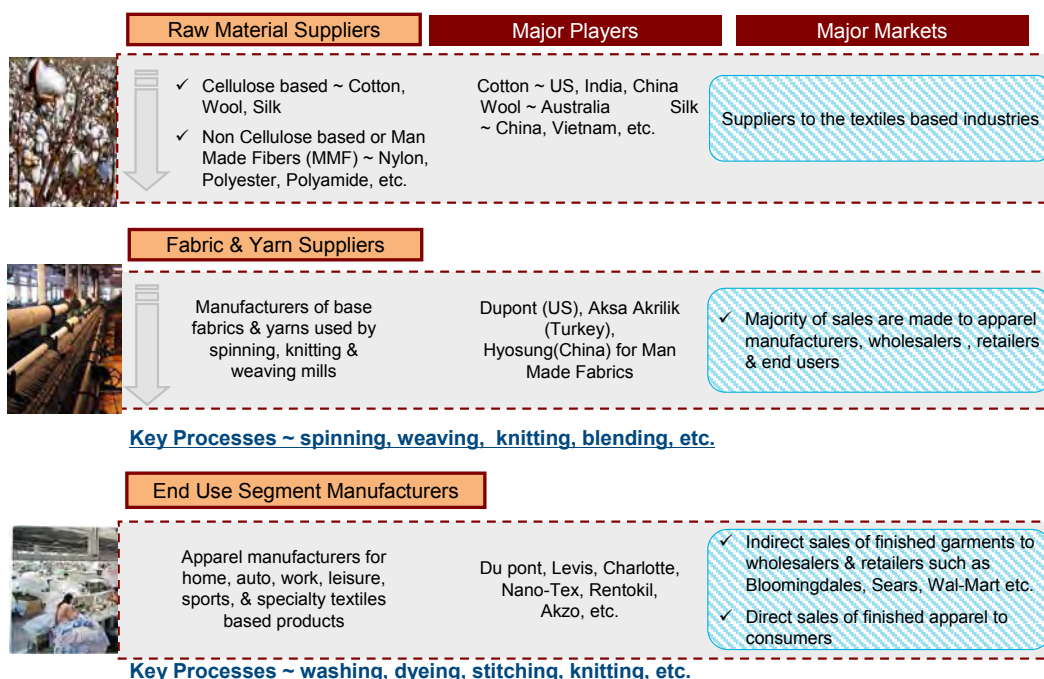 Raw Material Suppliers
Major Players
Major Markets
✓ Cellulose based ~ Cotton,
Wool, Silk
✓ Non Cellulose based or Man
Made Fibers (MMF) ~ Nylon,
Polyester, Polyamide, etc.
Cotton ~ US, India, China
Wool ~ Australia Silk
~ China, Vietnam, etc.
Suppliers to the textiles based industries
Fabric & Yarn Suppliers
Manufacturers of base
fabrics & yarns used by
spinning, knitting &
weaving mills
Dupont (US), Aksa Akrilik
(Turkey),
Hyosung(China) for Man
Made Fabrics
✓ Majority of sales are made to apparel
manufacturers, wholesalers , retailers
& end users
Key Processes ~ spinning, weaving, knitting, blending, etc.
End Use Segment Manufacturers
Apparel manufacturers for
home, auto, work, leisure,
sports, & specialty textiles
based products
Du pont, Levis, Charlotte,
Nano-Tex, Rentokil,
Akzo, etc.
✓ Indirect sales of finished garments to
wholesalers & retailers such as
Bloomingdales, Sears, Wal-Mart etc.
✓ Direct sales of finished apparel to
consumers
Key Processes ~ washing, dyeing, stitching, knitting, etc.